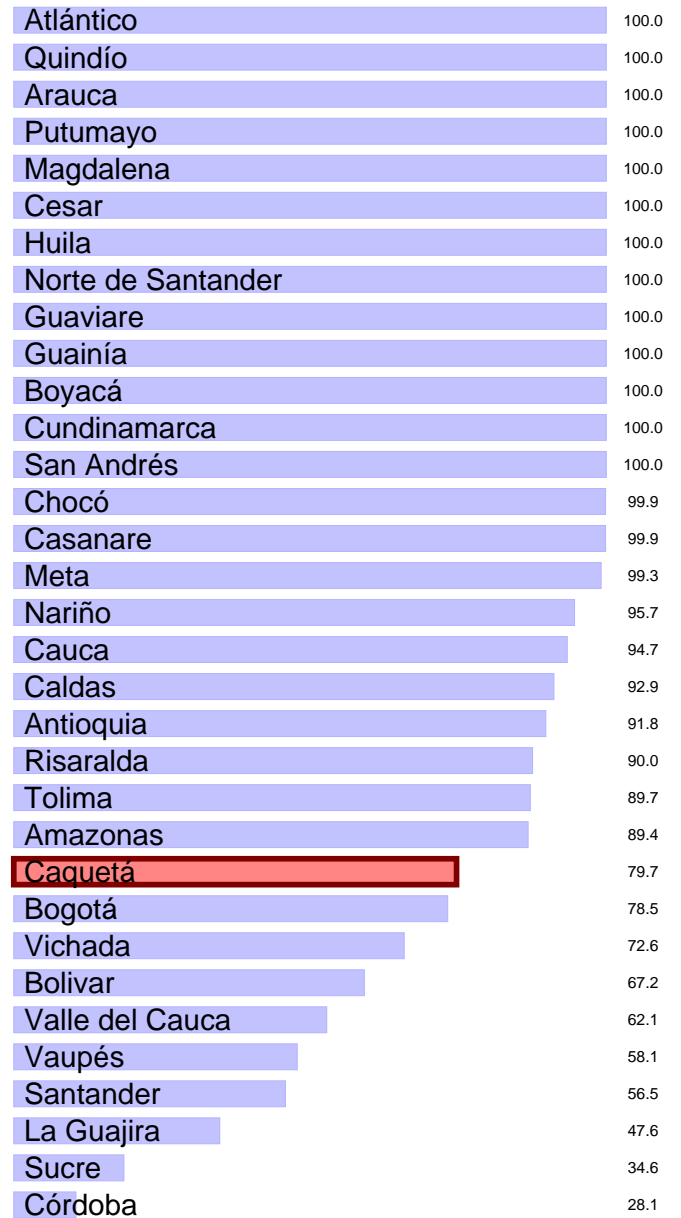 Atlántico 100.0
Quindío 100.0
Arauca 100.0
Putumayo 100.0
Magdalena 100.0
Cesar 100.0
Huila 100.0
Norte de Santander 100.0
Guaviare 100.0
Guainía 100.0
Boyacá 100.0
Cundinamarca 100.0
San Andrés 100.0
Chocó 99.9
Casanare 99.9
Meta 99.3
Nariño 95.7
Cauca 94.7
Caldas 92.9
Antioquia 91.8
Risaralda 90.0
Tolima 89.7
Amazonas 89.4
Caquetá 79.7
Bogotá 78.5
Vichada 72.6
Bolivar 67.2
Valle del Cauca 62.1
Vaupés 58.1
Santander 56.5
La Guajira 47.6
Sucre 34.6
Córdoba 28.1